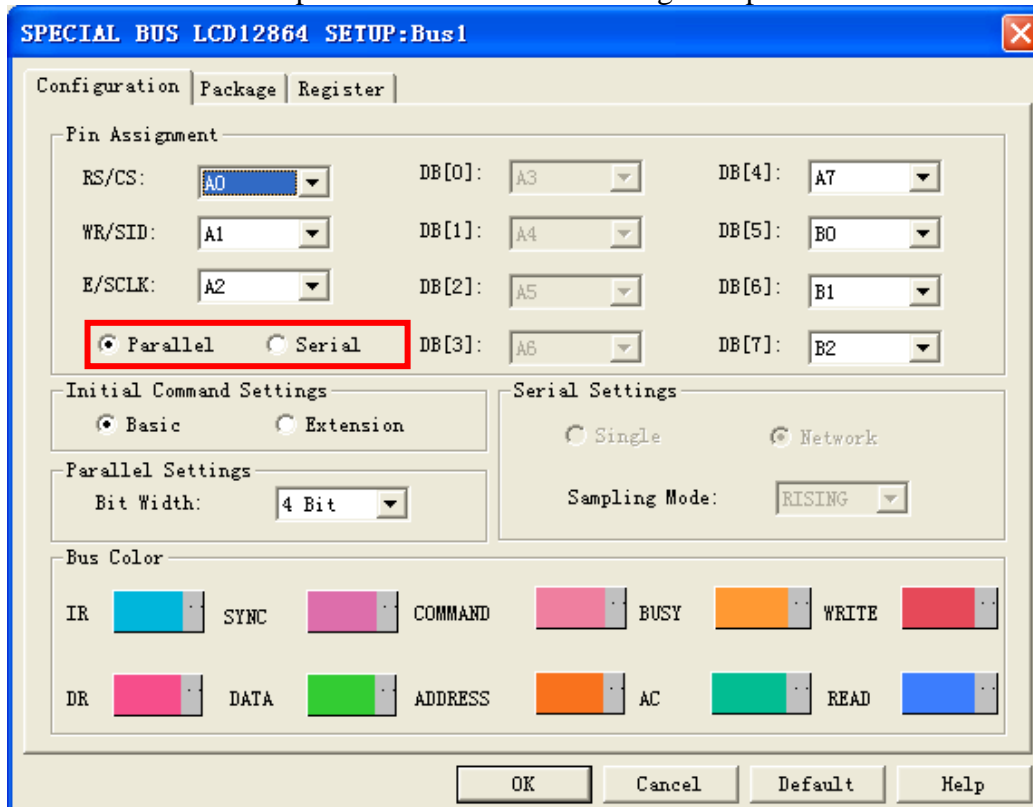 SPECIAL BUS LCD12864 SETUP:Bus1
Configuration Package Register
Pin Assignment
RS/CS: A0 DB[0]: A3 DB[4]: A7
WR/SID: A1 DB[1]: A4 DB[5]: B0
E/SCLK: A2 DB[2]: A5 DB[6]: B1
Parallel Serial DB[3]: A6 DB[7]: B2
Initial Command Settings Serial Settings
Basic Extension Single Network
Parallel Settings
Bit Width: 4 Bit Sampling Mode: RISING
Bus Color
IR SYNC COMMAND BUSY WRITE
DR DATA ADDRESS AC READ
OK Cancel Default Help